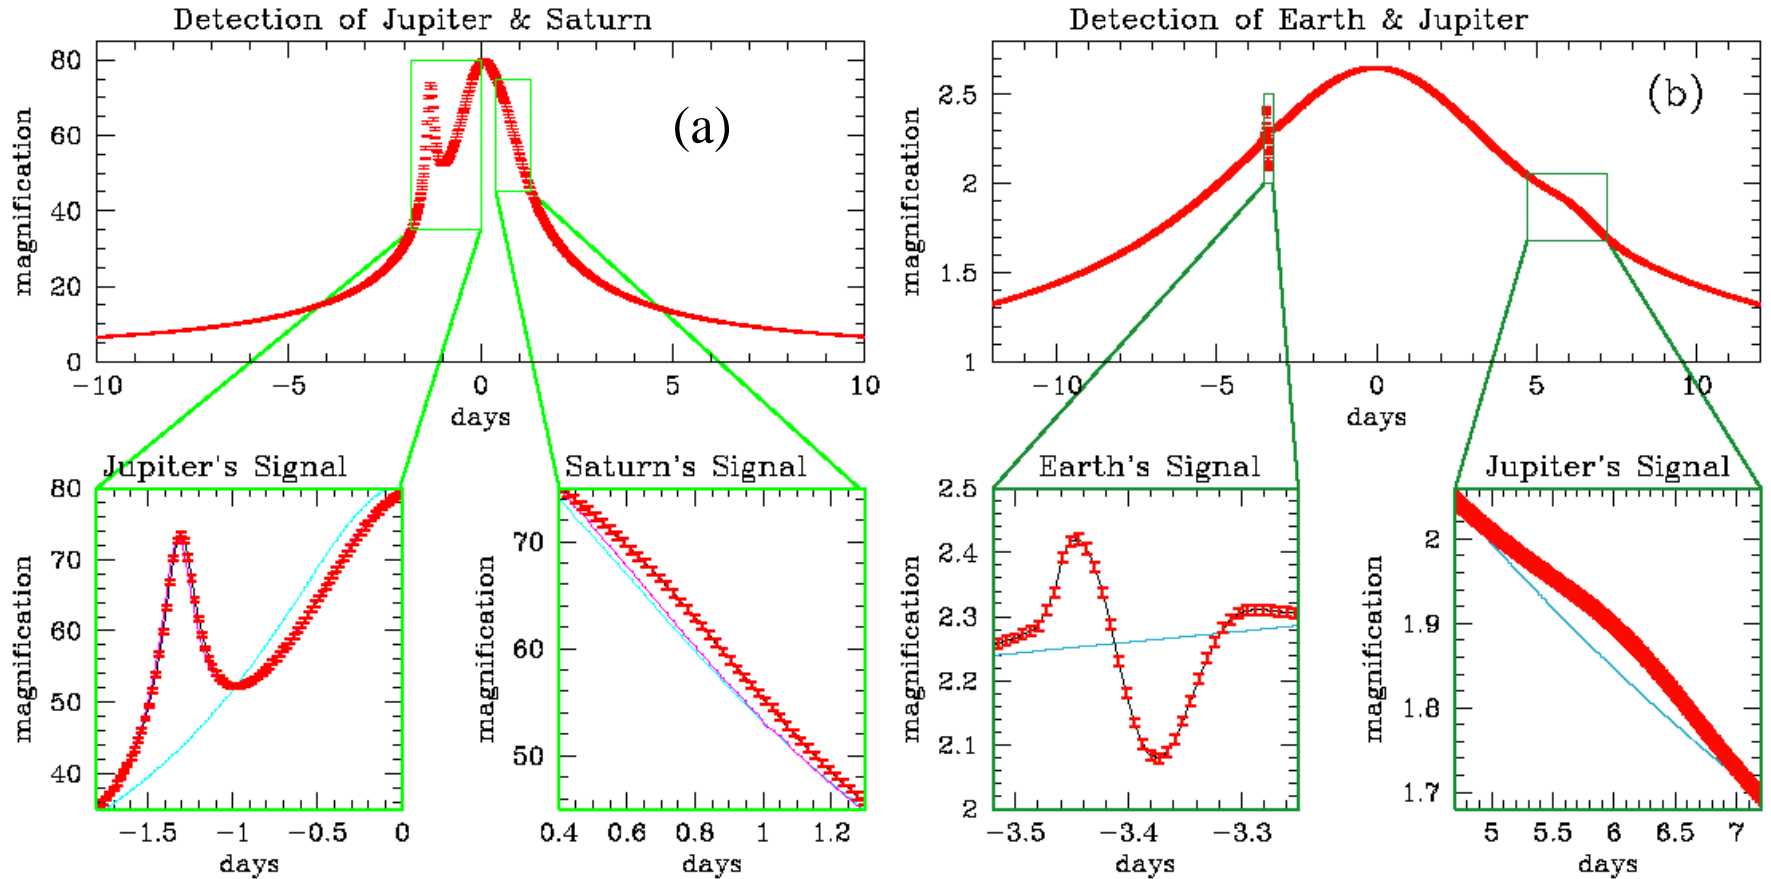 Detection of Jupiter & Saturn
magnification
80
60
40
20
0
(a)
-10
-5
0
5
10
days
Detection of Earth & Jupiter
magnification
2.5
2
1.5
1
(b)
-10
-5
0
5
10
days
Jupiter's Signal
magnification
80
70
60
50
40
-1.5
-1
-0.5
0
days
Saturn's Signal
magnification
70
60
50
0.4
0.6
0.8
1
1.2
days
Earth's Signal
magnification
2.5
2.4
2.3
2.2
2.1
2
-3.5
-3.4
-3.3
days
Jupiter's Signal
magnification
2
1.9
1.8
1.7
5
5.5
6
6.5
7
days